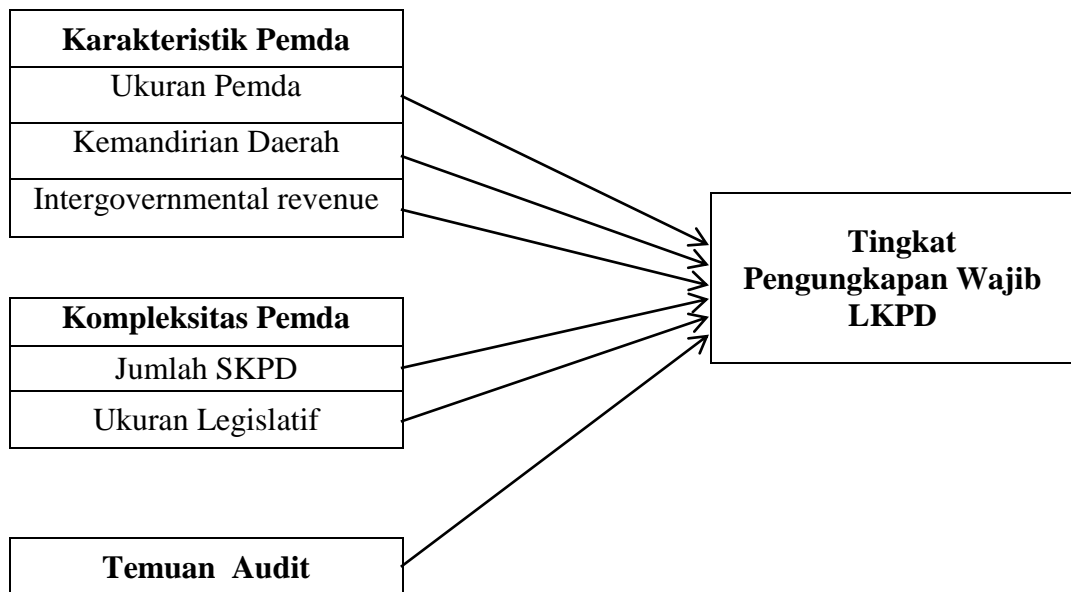 Karakteristik Pemda
Ukuran Pemda
Kemandirian Daerah
Intergovernmental revenue
Kompleksitas Pemda
Jumlah SKPD
Ukuran Legislatif
Temuan Audit
Tingkat
Pengungkapan Wajib
LKPD